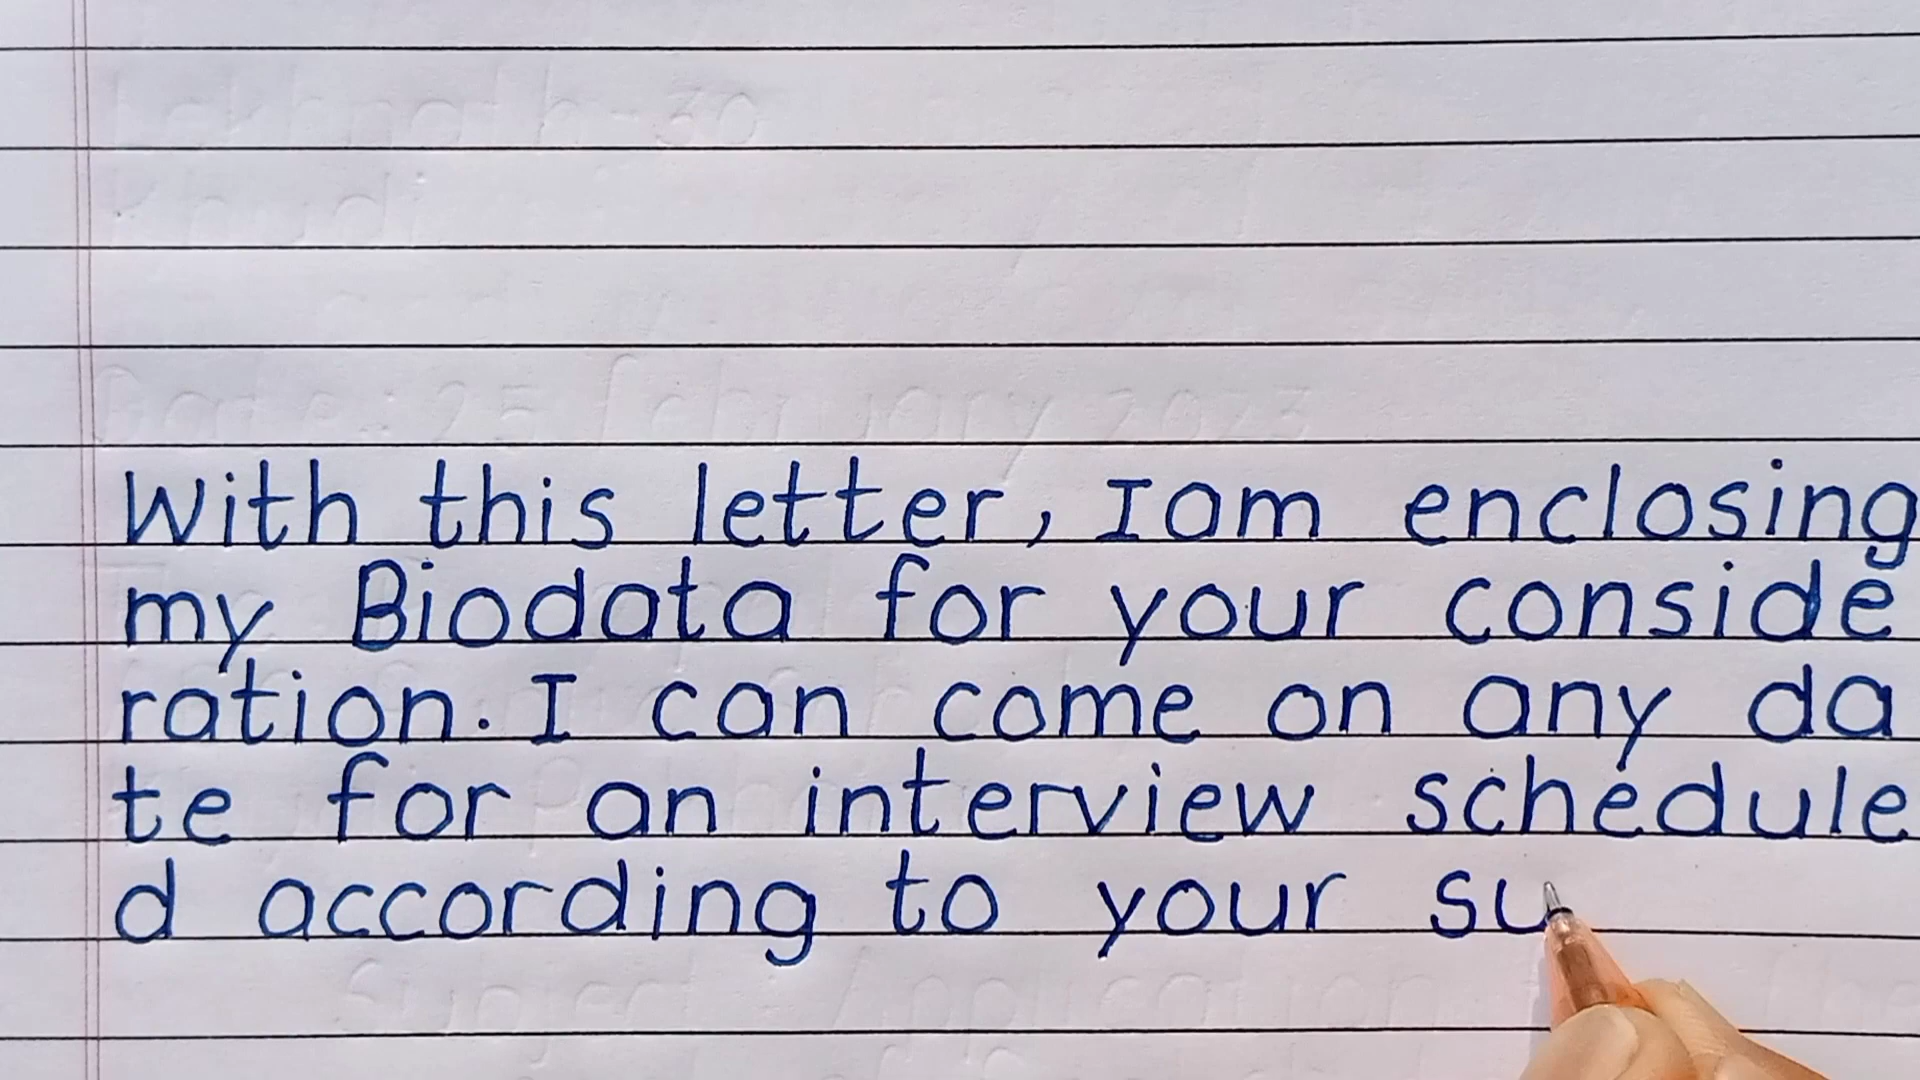 With this letter, I am enclosing
my Biodata for your conside
ration. I can come on any da
te for an interview schedule
d according to your su